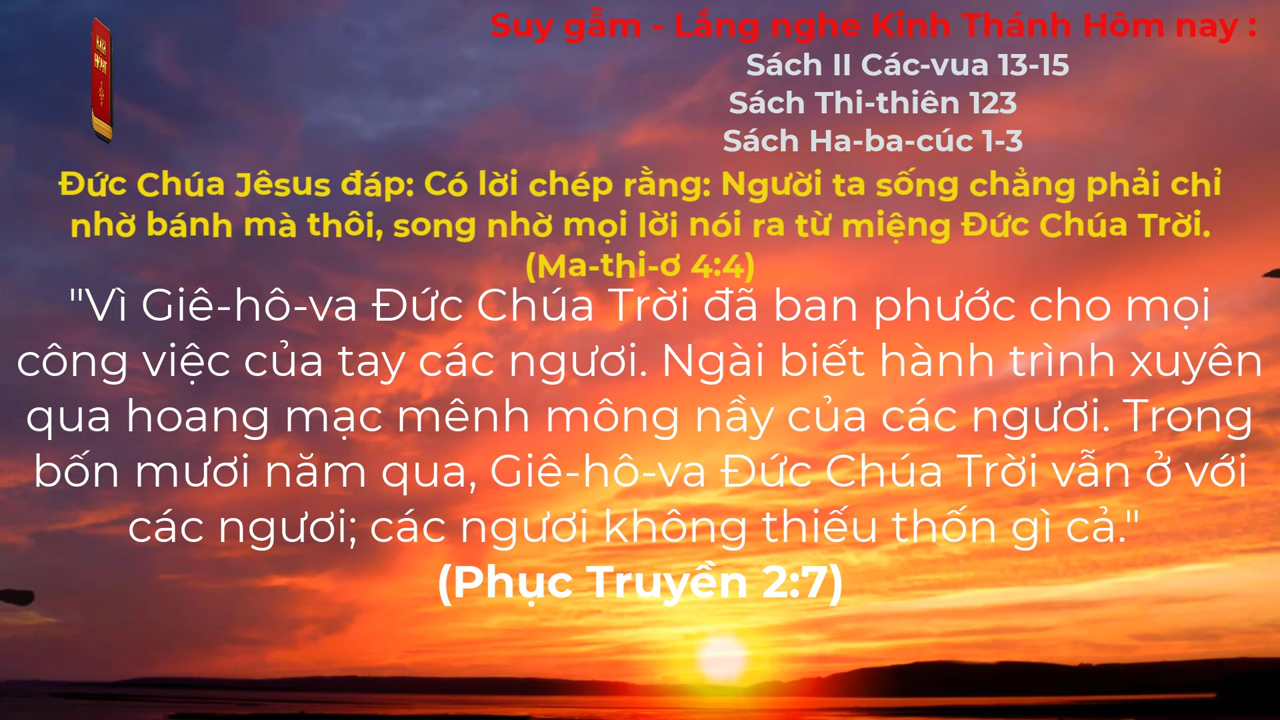 Suy gẫm - Lắng nghe Kinh Thánh Hôm nay :
Sách II Các-vua 13-15
Sách Thi-thiên 123
Sách Ha-ba-cúc 1-3
Đức Chúa Jêsus đáp: Có lời chép rằng: Người ta sống chẳng phải chỉ
nhờ bánh mà thôi, song nhờ mọi lời nói ra từ miệng Đức Chúa Trời.
(Ma-thi-ơ 4:4)
"Vì Giê-hô-va Đức Chúa Trời đã ban phước cho mọi
công việc của tay các ngươi. Ngài biết hành trình xuyên
qua hoang mạc mênh mông nầy của các ngươi. Trong
bốn mươi năm qua, Giê-hô-va Đức Chúa Trời vẫn ở với
các ngươi; các ngươi không thiếu thốn gì cả."
(Phục Truyền 2:7)